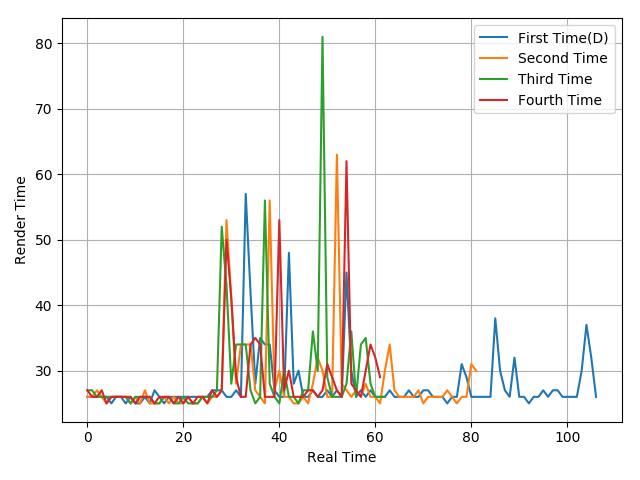 First Time(D)
Second Time
Third Time
Fourth Time
80
70
60
50
40
30
Render Time
0
20
40
60
80
100
Real Time